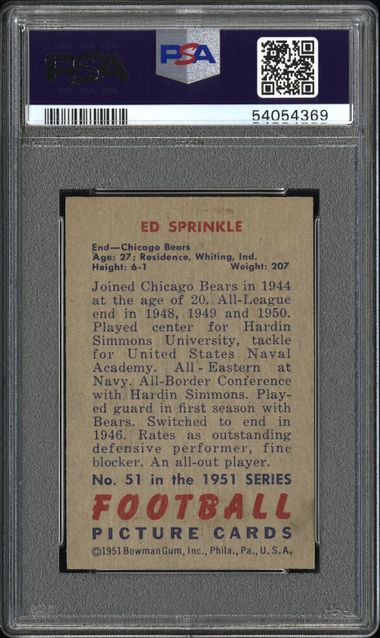 PSA
PSA
54054369
ED SPRINKLE
End—Chicago Bears
Age: 27; Residence, Whiting, Ind.
Height: 6-1 Weight: 207
Joined Chicago Bears in 1944
at the age of 20. All-League
end in 1948, 1949 and 1950.
Played center for Hardin
Simmons University, tackle
for United States Naval
Academy. All-Eastern at
Navy. All-Border Conference
with Hardin Simmons. Play-
ed guard in first season with
Bears. Switched to end in
1946. Rates as outstanding
defensive performer, fine
blocker. An all-out player.
No. 51 in the 1951 SERIES
FOOTBALL
PICTURE CARDS
©1951 Bowman Gum, Inc., Phila., Pa., U.S.A.